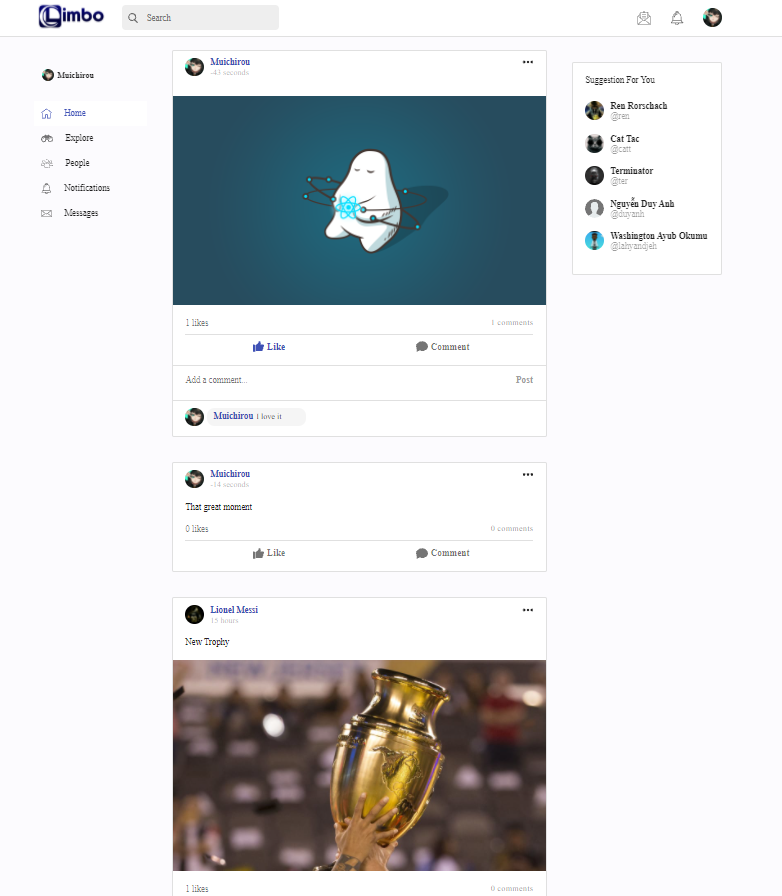 Limbo
Search
Muichirou
Home
Explore
People
Notifications
Messages
Muichirou
-43 seconds
1 likes
1 comments
Like
Comment
Add a comment...
Post
Muichirou I love it
Muichirou
-14 seconds
That great moment
0 likes
0 comments
Like
Comment
Lionel Messi
15 hours
New Trophy
NEW JERSEY
1 likes
0 comments
Suggestion For You
Ren Rorschach
@ren
Cat Tac
@catt
Terminator
@ter
Nguyễn Duy Anh
@duyanh
Washington Ayub Okumu
@lahyandjeh